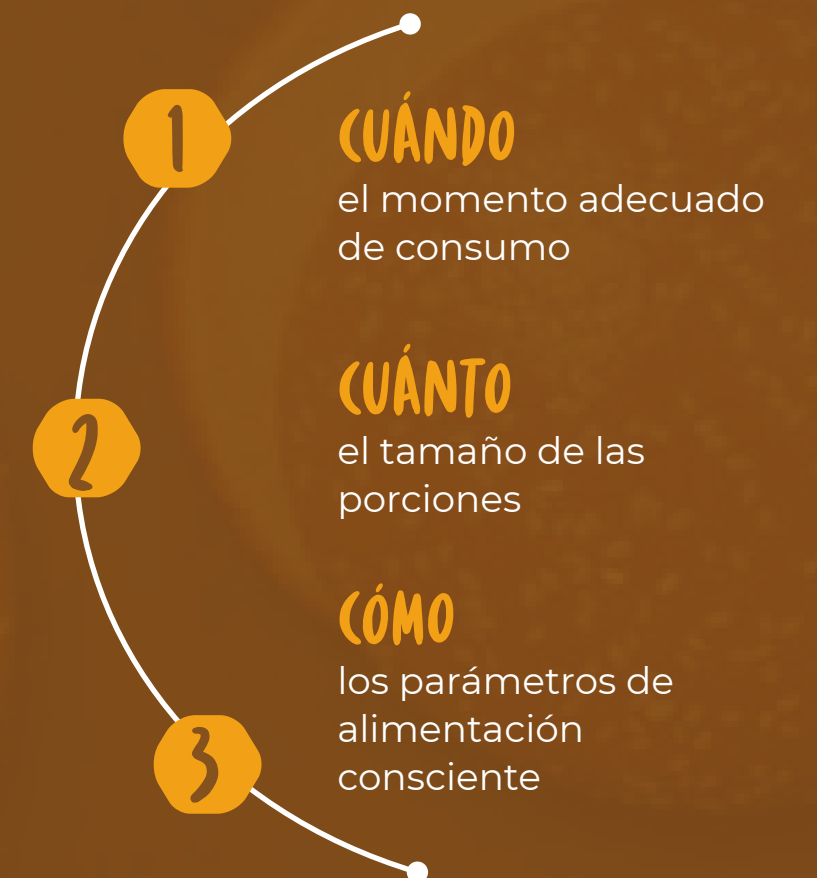 1
CUÁNDO
el momento adecuado
de consumo
2
CUÁNTO
el tamaño de las
porciones
3
CÓMO
los parámetros de
alimentación
consciente